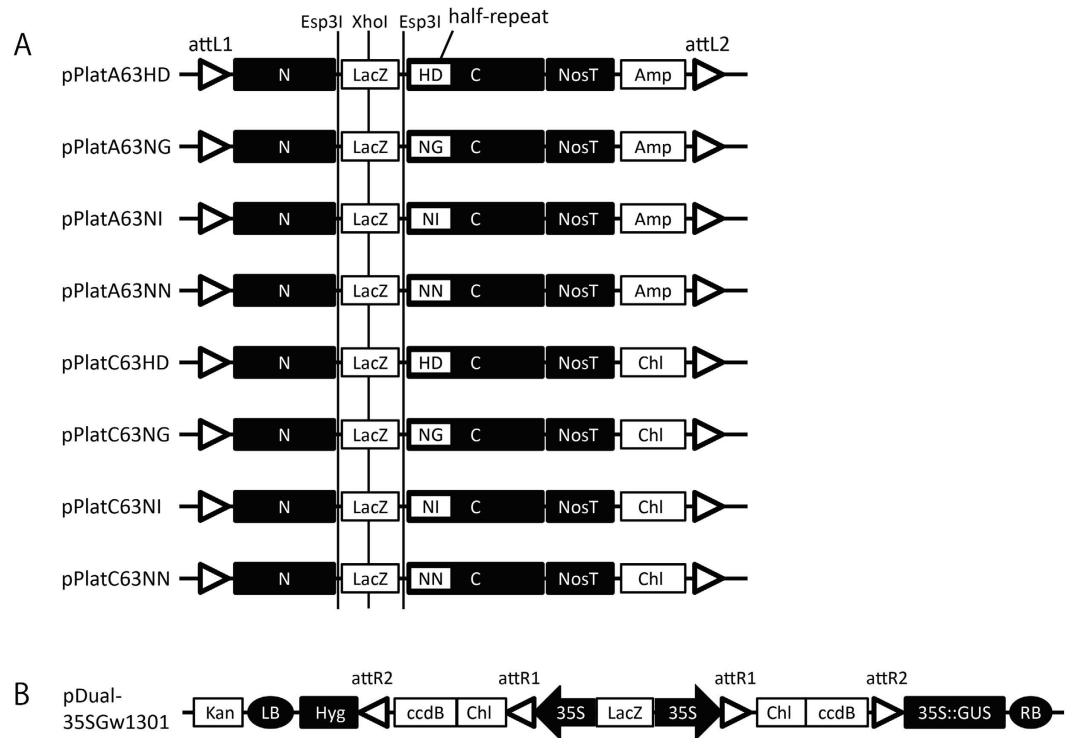 A
Esp3I XhoI Esp3I half-repeat
attL1 attL2
pPlatA63HD N LacZ HD C NosT Amp
pPlatA63NG N LacZ NG C NosT Amp
pPlatA63NI N LacZ NI C NosT Amp
pPlatA63NN N LacZ NN C NosT Amp
pPlatC63HD N LacZ HD C NosT Chl
pPlatC63NG N LacZ NG C NosT Chl
pPlatC63NI N LacZ NI C NosT Chl
pPlatC63NN N LacZ NN C NosT Chl
B
attR2 attR1 attR1 attR2
pDual-
35SGw1301 Kan LB Hyg ccdB Chl 35S LacZ 35S Chl ccdB 35S::GUS RB